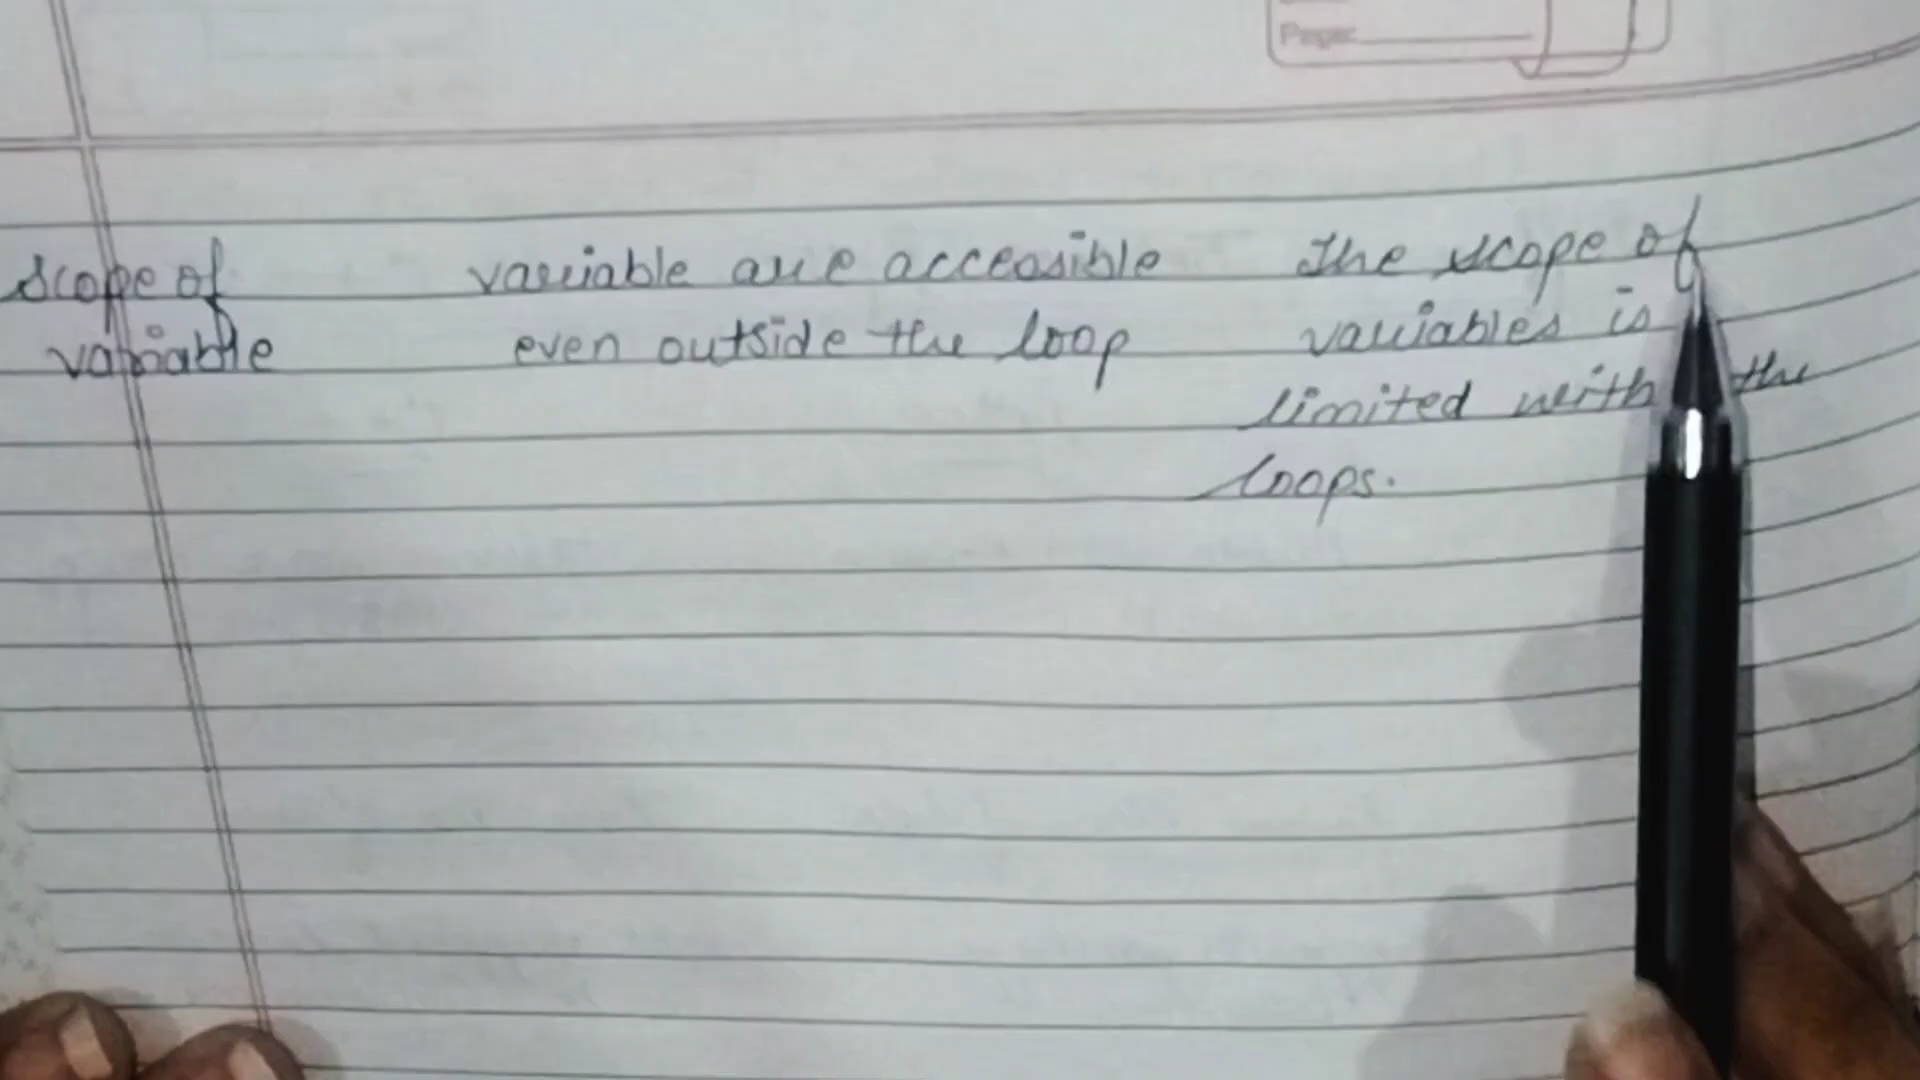 Page:
scope of variable are accessible The scope of
variable even outside the loop variables is
limited with the
loops.